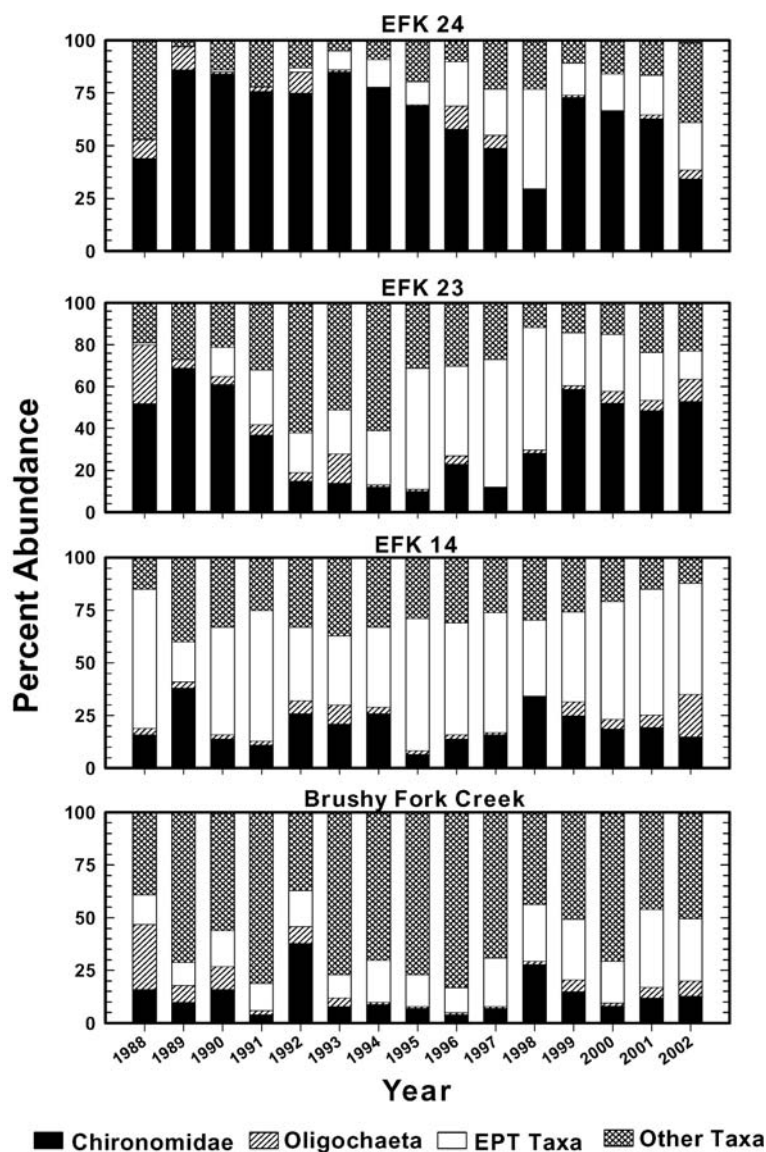 EFK 24
100
75
50
25
0
EFK 23
100
80
60
40
20
0
EFK 14
100
75
50
25
0
Brushy Fork Creek
100
75
50
25
0
Percent Abundance
1988 1989 1990 1991 1992 1993 1994 1995 1996 1997 1998 1999 2000 2001 2002
Year
Chironomidae Oligochaeta EPT Taxa Other Taxa